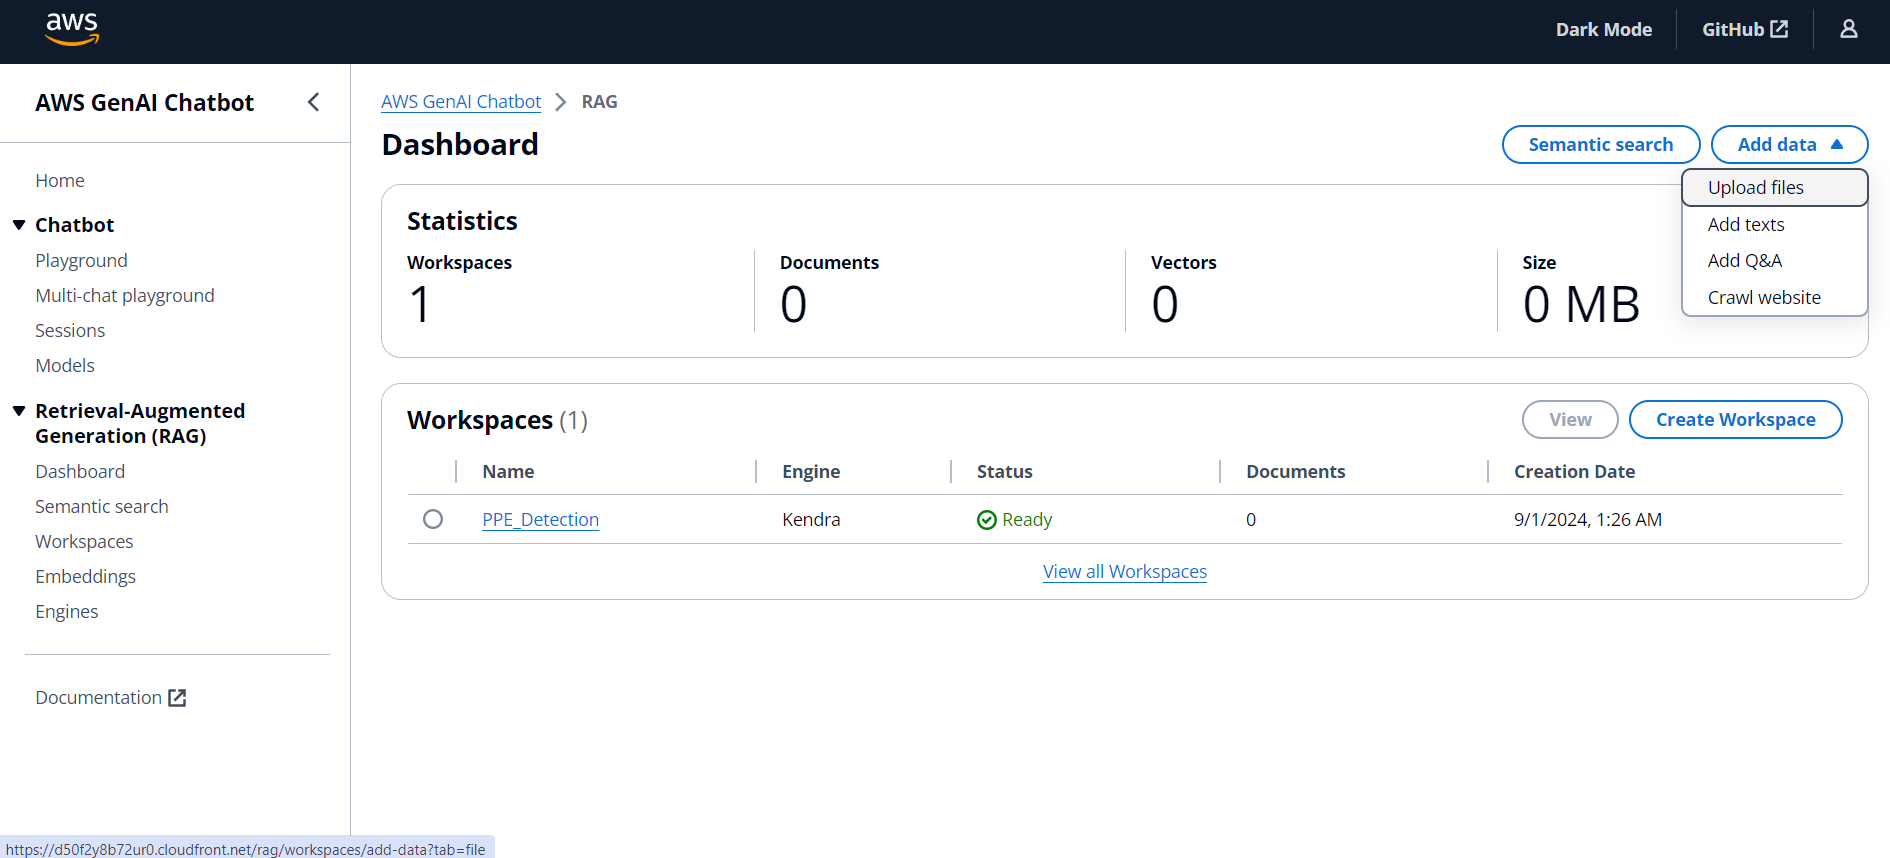 aws
Dark Mode
GitHub
AWS GenAI Chatbot
Home
Chatbot
Playground
Multi-chat playground
Sessions
Models
Retrieval-Augmented
Generation (RAG)
Dashboard
Semantic search
Workspaces
Embeddings
Engines
Documentation
AWS GenAI Chatbot > RAG
Dashboard
Semantic search
Add data
Upload files
Add texts
Add Q&A
Crawl website
Statistics
Workspaces
1
Documents
0
Vectors
0
Size
0 MB
Workspaces (1)
View
Create Workspace
Name Engine Status Documents Creation Date
PPE_Detection Kendra Ready 0 9/1/2024, 1:26 AM
View all Workspaces
https://d50f2y8b72ur0.cloudfront.net/rag/workspaces/add-data?tab=file